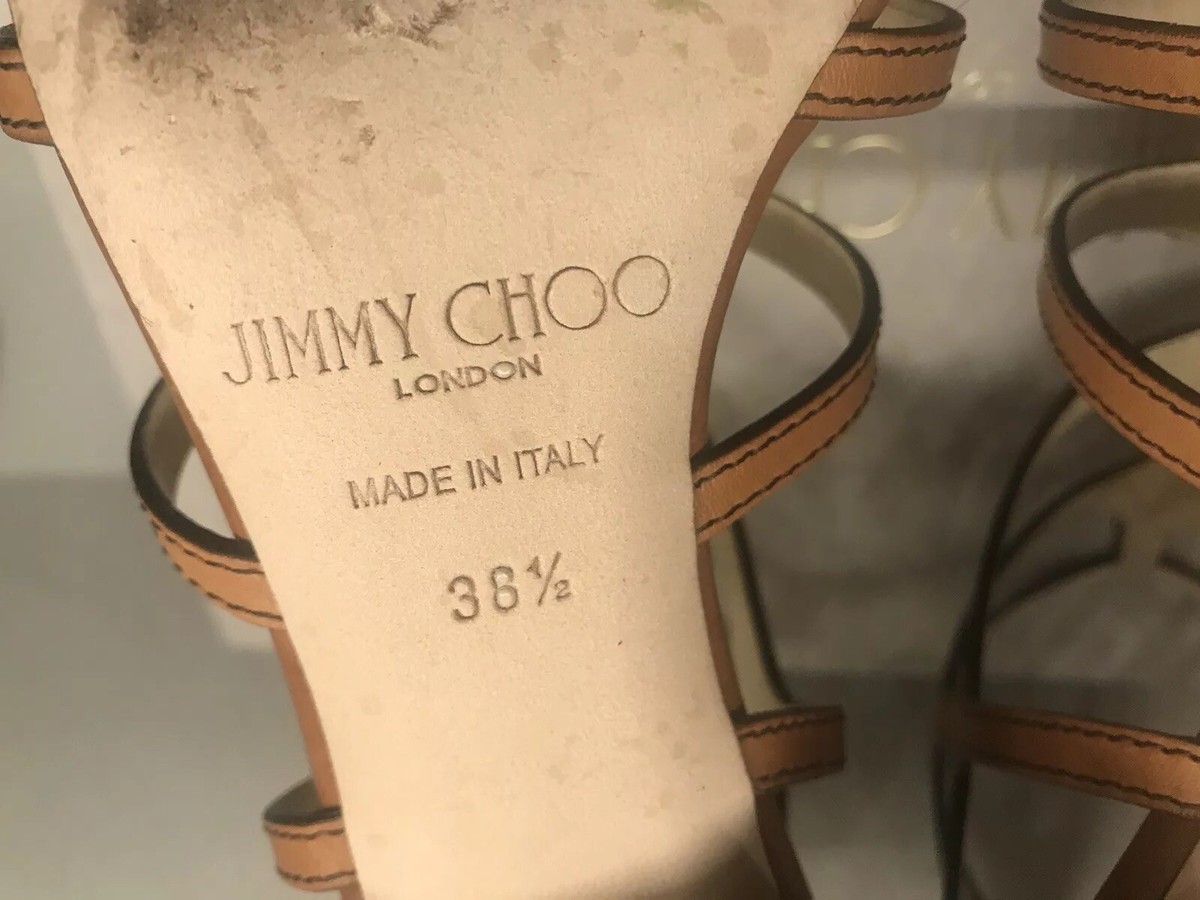 JIMMY CHOO
LONDON
MADE IN ITALY
38½